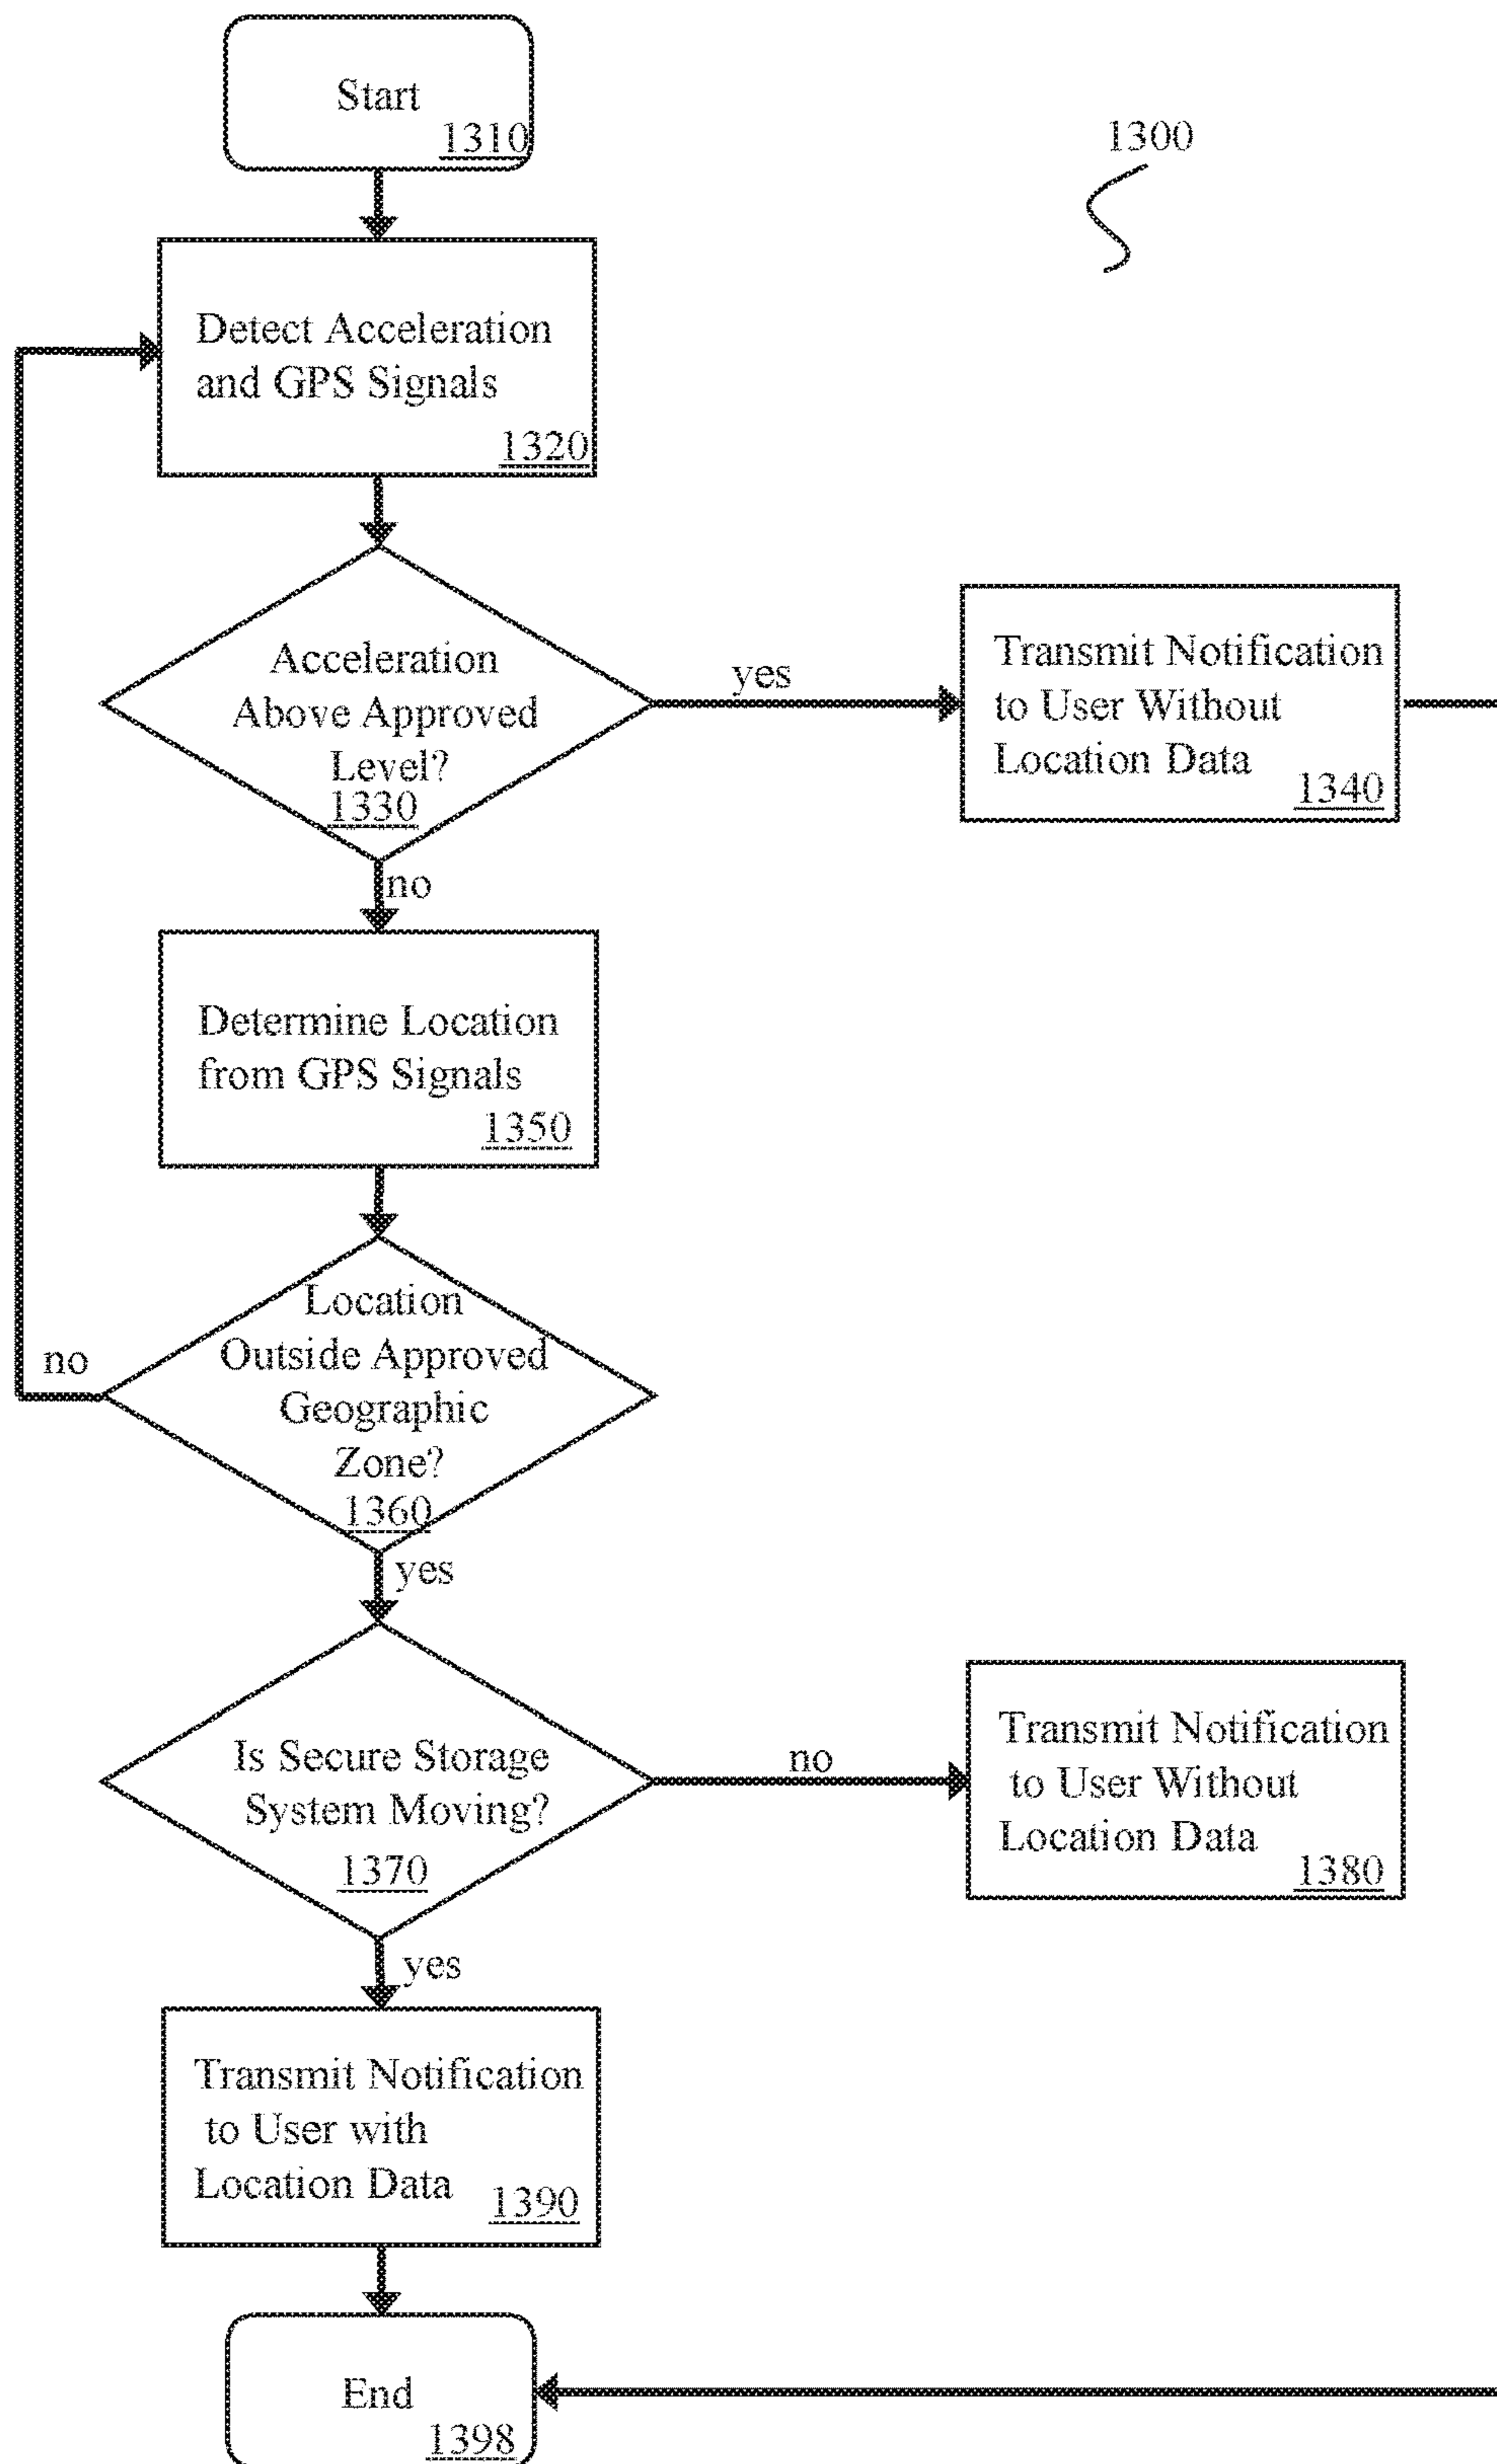 Start
1310
1300
Detect Acceleration
and GPS Signals
1320
Acceleration
Above Approved
Level?
1330
yes
Transmit Notification
to User Without
Location Data
1340
no
Determine Location
from GPS Signals
1350
Location
Outside Approved
Geographic
Zone?
1360
no
yes
Is Secure Storage
System Moving?
1370
no
Transmit Notification
to User Without
Location Data
1380
yes
Transmit Notification
to User with
Location Data
1390
End
1398